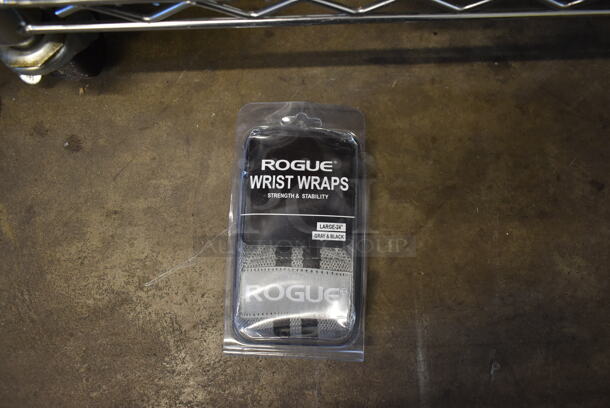 ROGUE
WRIST WRAPS
STRENGTH & STABILITY
LARGE-24"
GRAY & BLACK
ROGUE